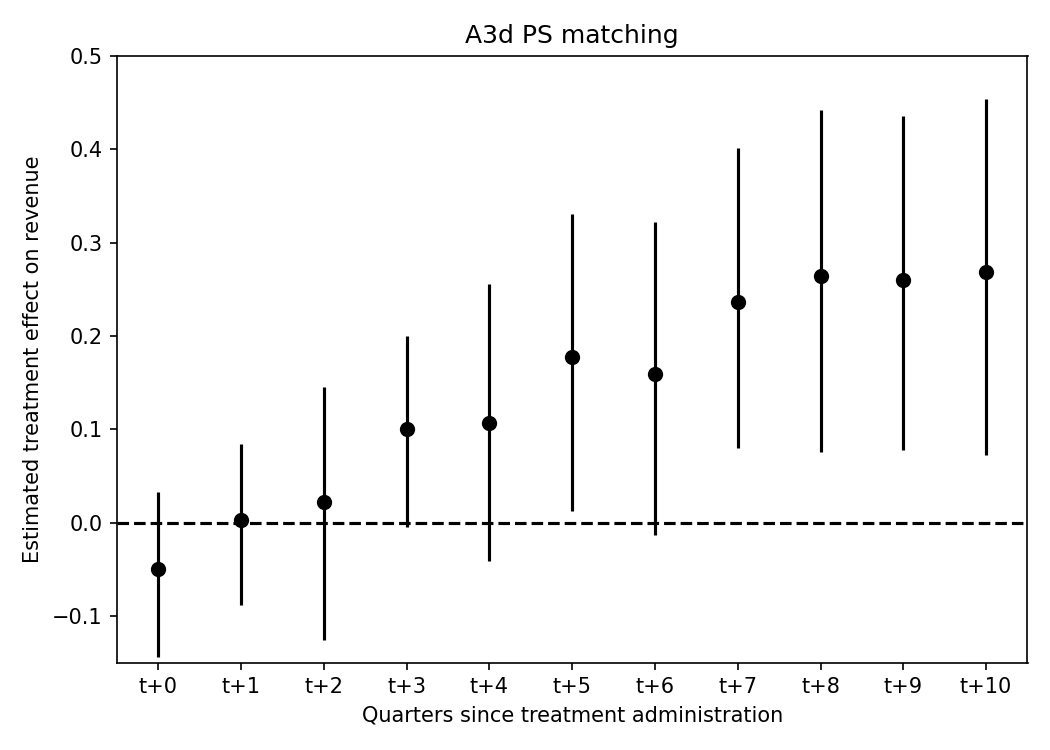 A3d PS matching
Estimated treatment effect on revenue
0.5
0.4
0.3
0.2
0.1
0.0
−0.1
t+0 t+1 t+2 t+3 t+4 t+5 t+6 t+7 t+8 t+9 t+10
Quarters since treatment administration